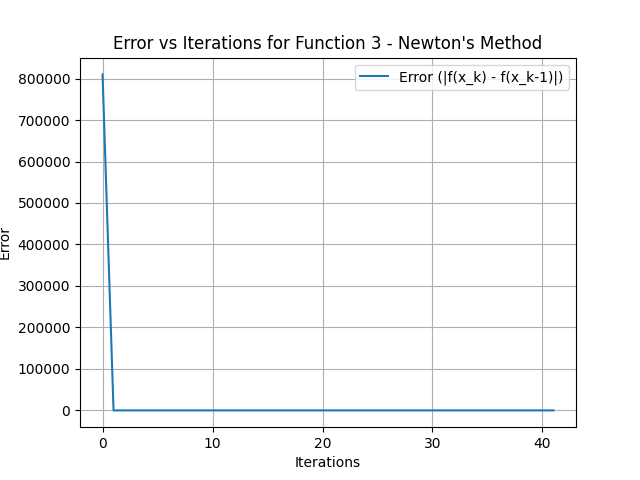 Error vs Iterations for Function 3 - Newton's Method
Error (|f(x_k) - f(x_k-1)|)
800000
700000
600000
500000
400000
300000
200000
100000
0
Error
0 10 20 30 40
Iterations